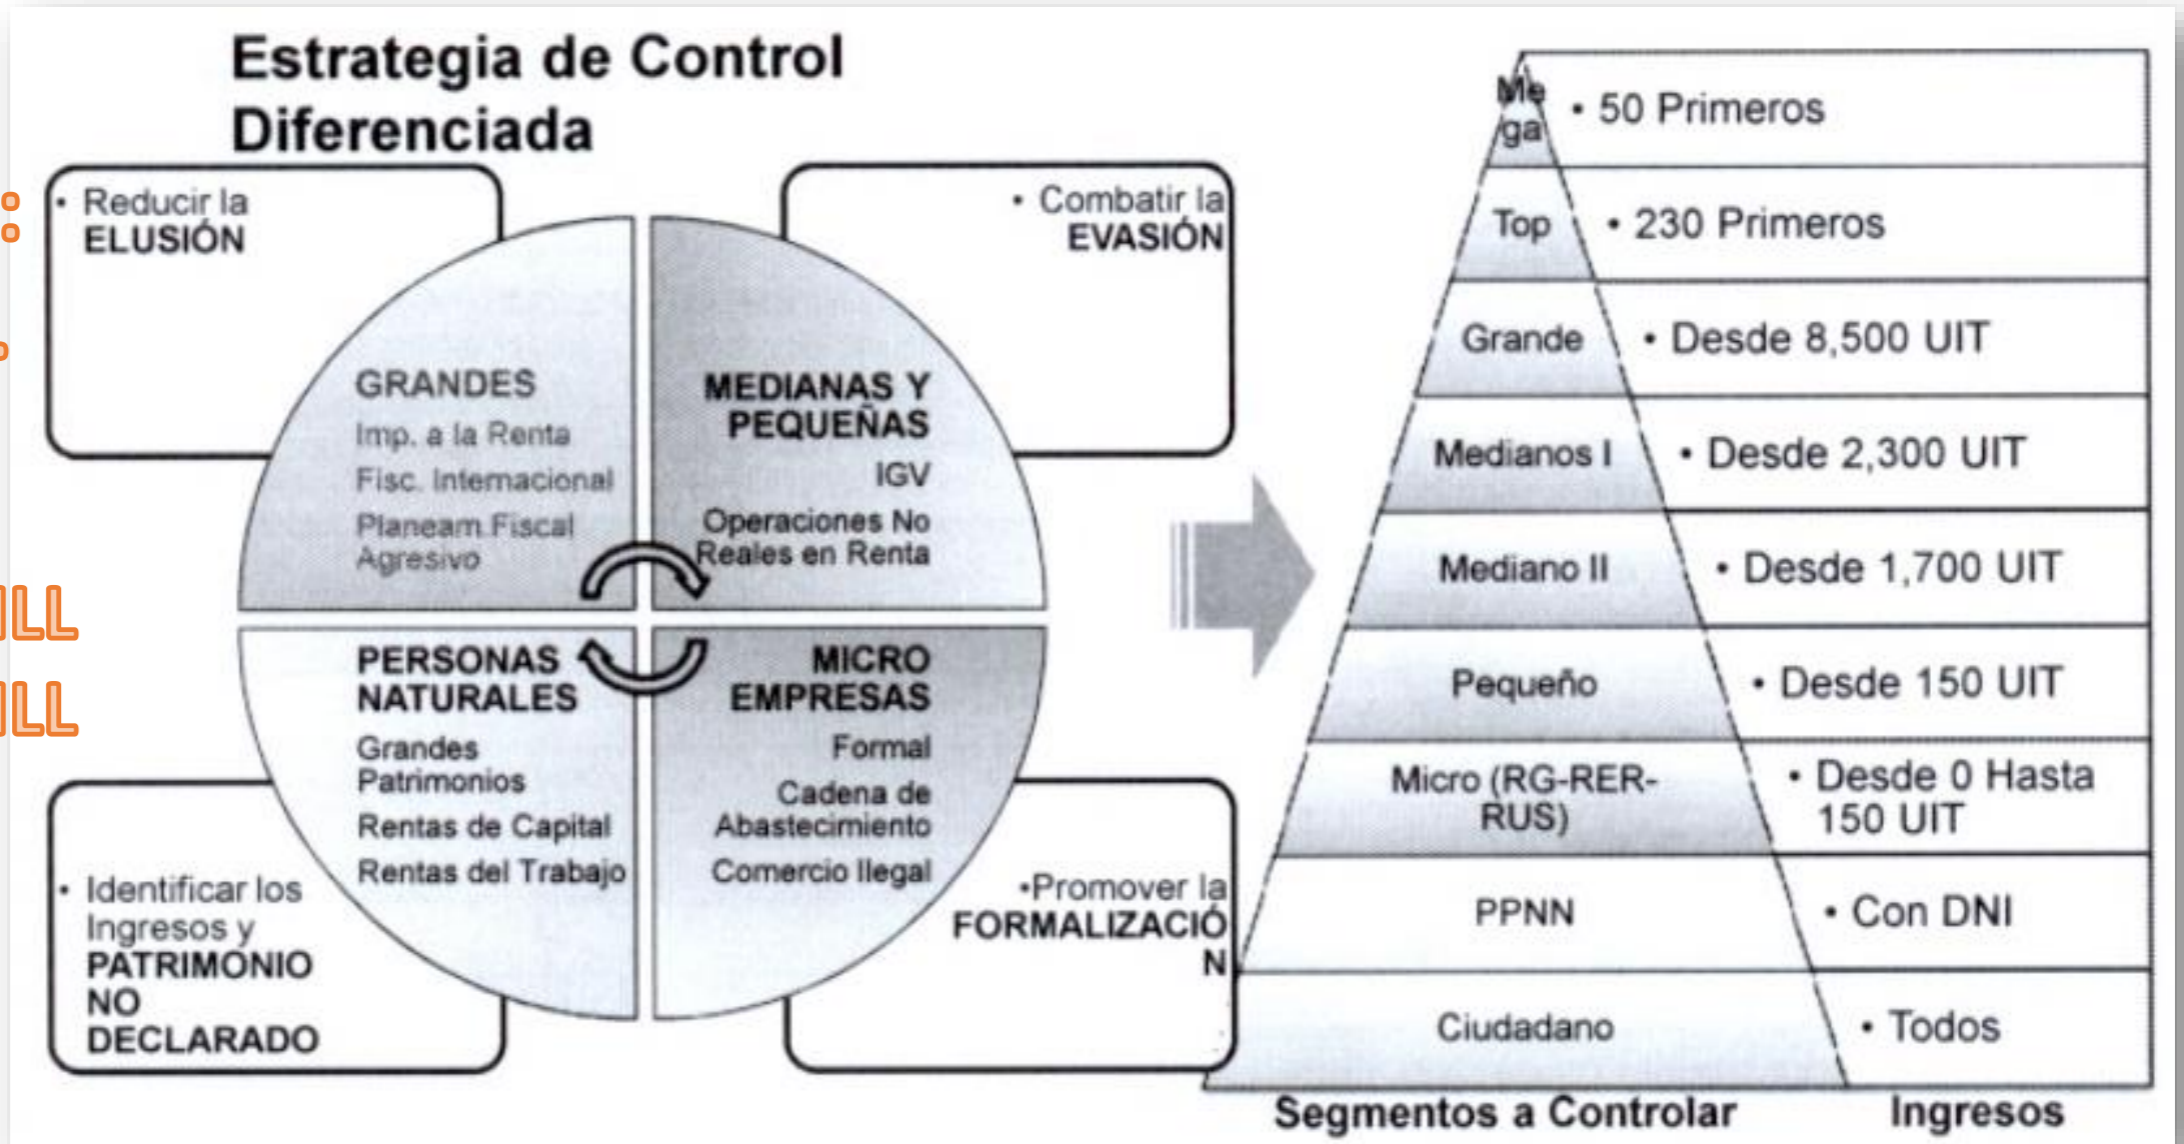 Estrategia de Control
Diferenciada
• Reducir la
ELUSIÓN
• Combatir la
EVASIÓN
GRANDES
Imp. a la Renta
Fisc. Internacional
Planeam.Fiscal
Agresivo
MEDIANAS Y
PEQUEÑAS
IGV
Operaciones No
Reales en Renta
PERSONAS
NATURALES
Grandes
Patrimonios
Rentas de Capital
Rentas del Trabajo
MICRO
EMPRESAS
Formal
Cadena de
Abastecimiento
Comercio Ilegal
• Identificar los
Ingresos y
PATRIMONIO
NO
DECLARADO
•Promover la
FORMALIZACIÓ
N
Me
ga
• 50 Primeros
Top
• 230 Primeros
Grande
• Desde 8,500 UIT
Medianos I
• Desde 2,300 UIT
Mediano II
• Desde 1,700 UIT
Pequeño
• Desde 150 UIT
Micro (RG-RER-
RUS)
• Desde 0 Hasta
150 UIT
PPNN
• Con DNI
Ciudadano
• Todos
Segmentos a Controlar
Ingresos